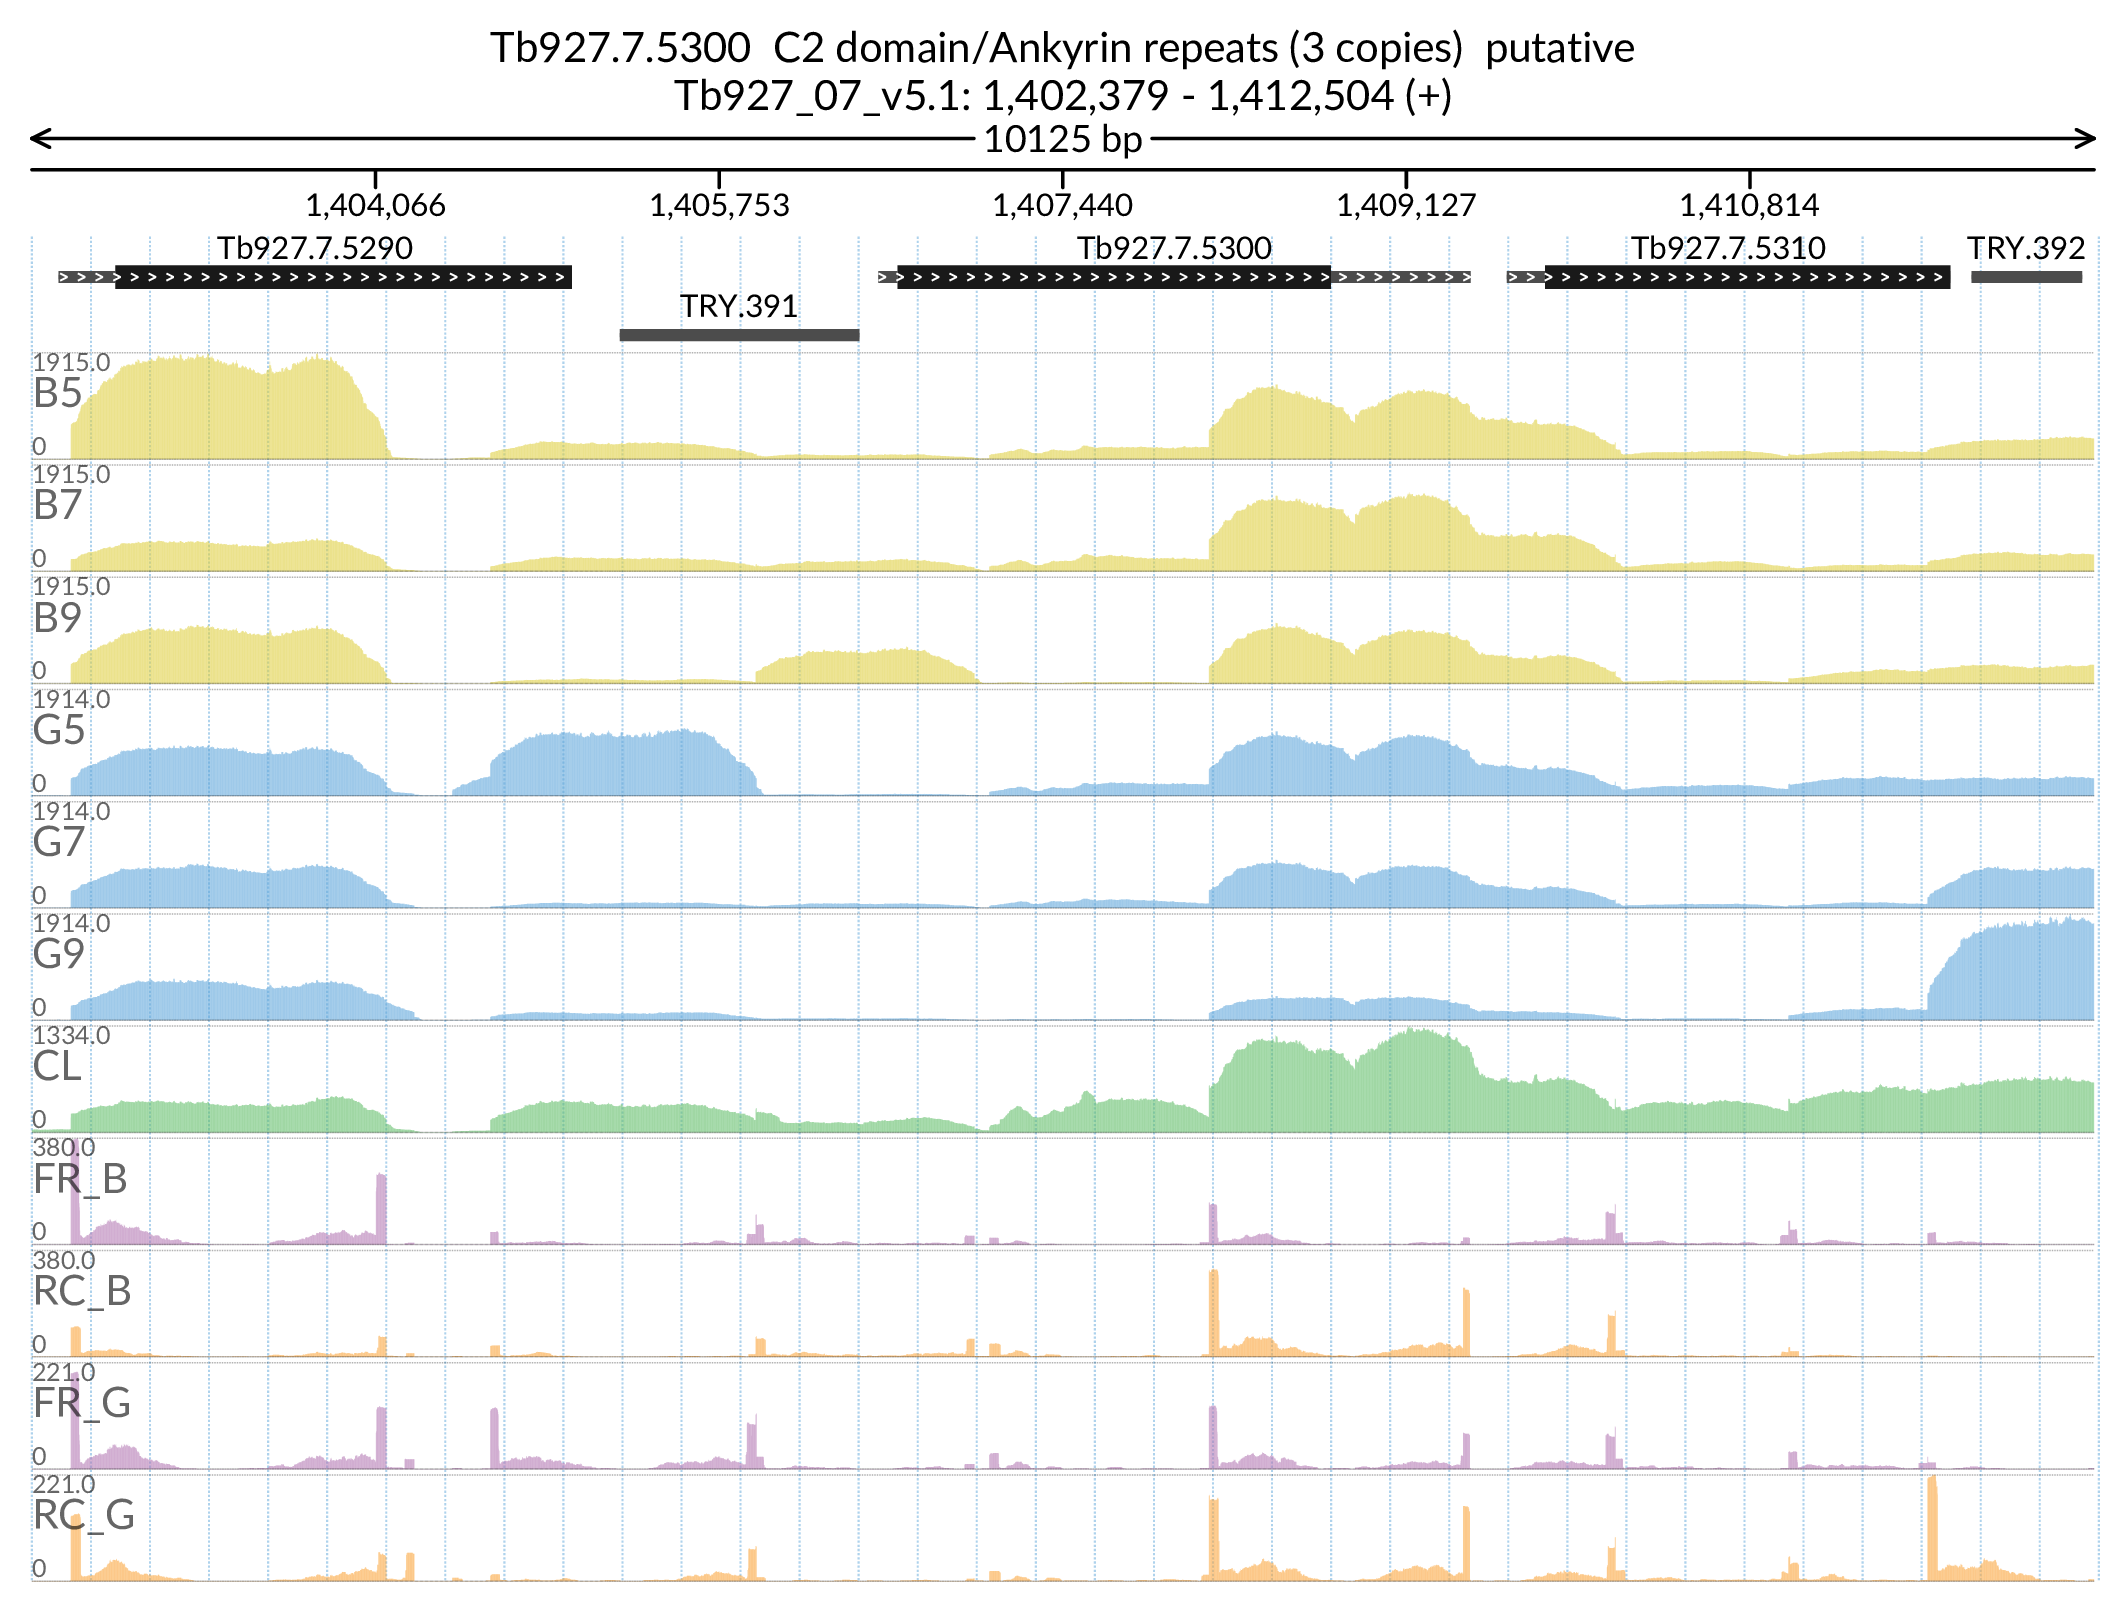 Tb927.7.5300  C2 domain/Ankyrin repeats (3 copies)  putative
Tb927_07_v5.1: 1,402,379 - 1,412,504 (+)
10125 bp
1,404,066 1,405,753 1,407,440 1,409,127 1,410,814
Tb927.7.5290 Tb927.7.5300 Tb927.7.5310 TRY.392
TRY.391
1915.0
B5
0
1915.0
B7
0
1915.0
B9
0
1914.0
G5
0
1914.0
G7
0
1914.0
G9
0
1334.0
CL
0
380.0
FR_B
0
380.0
RC_B
0
221.0
FR_G
0
221.0
RC_G
0